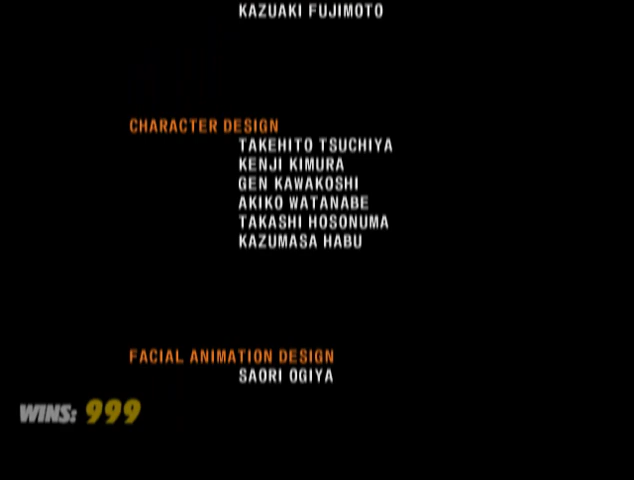 KAZUAKI FUJIMOTO
CHARACTER DESIGN
TAKEHITO TSUCHIYA
KENJI KIMURA
GEN KAWAKOSHI
AKIKO WATANABE
TAKASHI HOSONUMA
KAZUMASA HABU
FACIAL ANIMATION DESIGN
SAORI OGIYA
WINS: 999